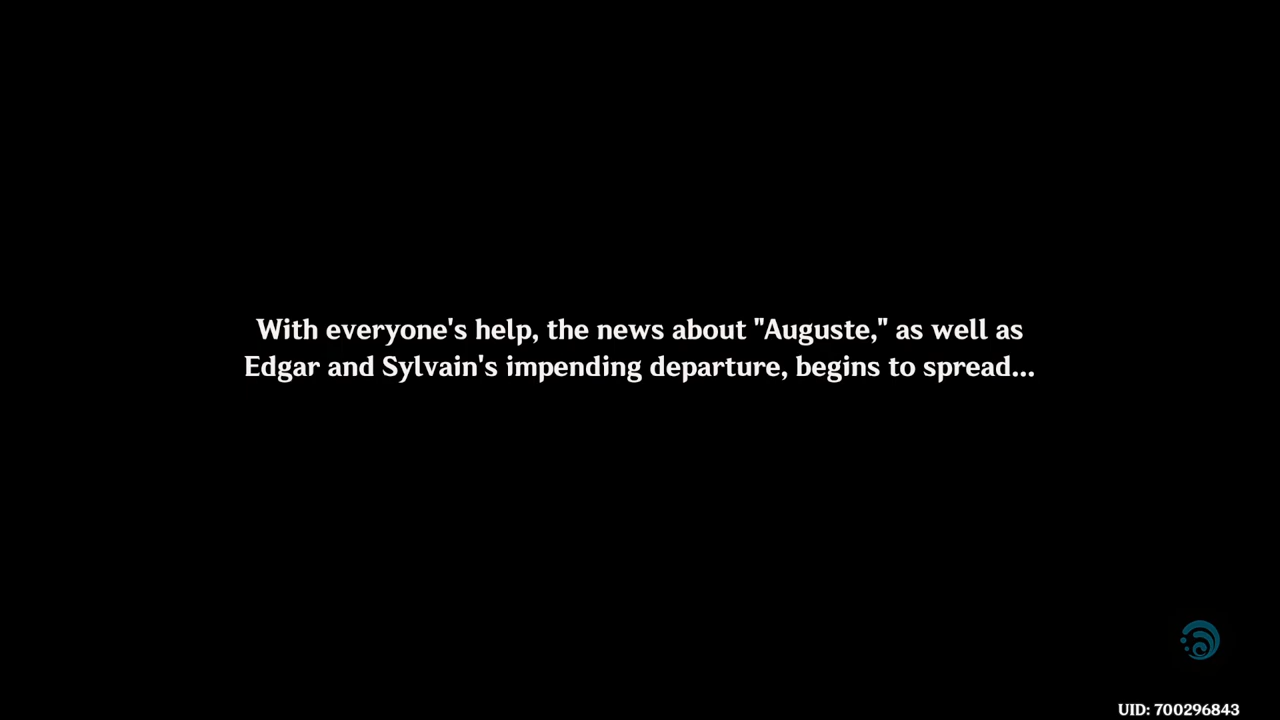 With everyone's help, the news about "Auguste," as well as
Edgar and Sylvain's impending departure, begins to spread...
UID: 700296843